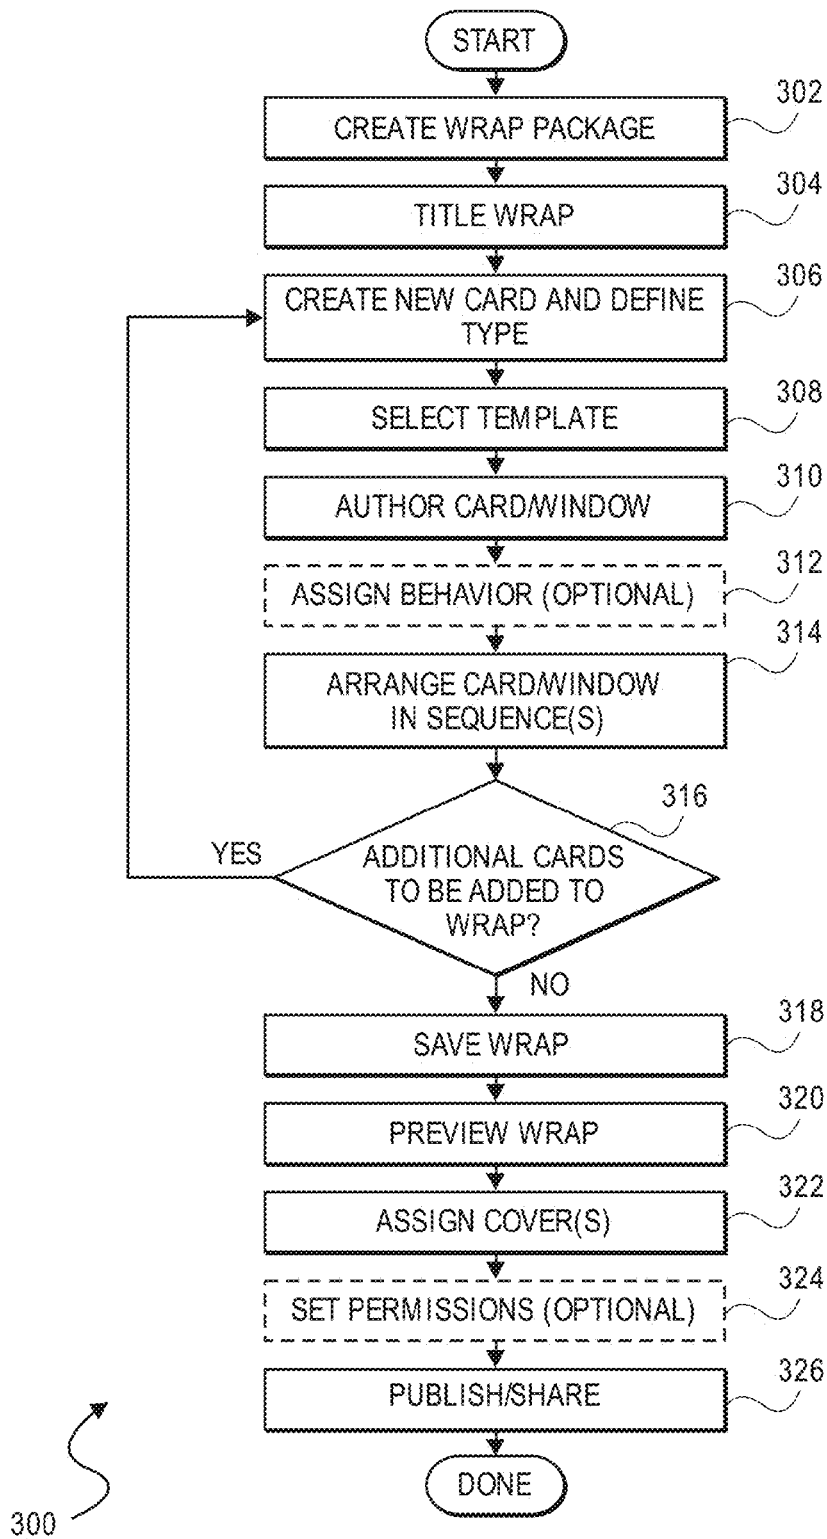 START
302
CREATE WRAP PACKAGE
304
TITLE WRAP
306
CREATE NEW CARD AND DEFINE
TYPE
308
SELECT TEMPLATE
310
AUTHOR CARD/WINDOW
312
ASSIGN BEHAVIOR (OPTIONAL)
314
ARRANGE CARD/WINDOW
IN SEQUENCE(S)
316
YES
ADDITIONAL CARDS
TO BE ADDED TO
WRAP?
NO
318
SAVE WRAP
320
PREVIEW WRAP
322
ASSIGN COVER(S)
324
SET PERMISSIONS (OPTIONAL)
326
PUBLISH/SHARE
DONE
300